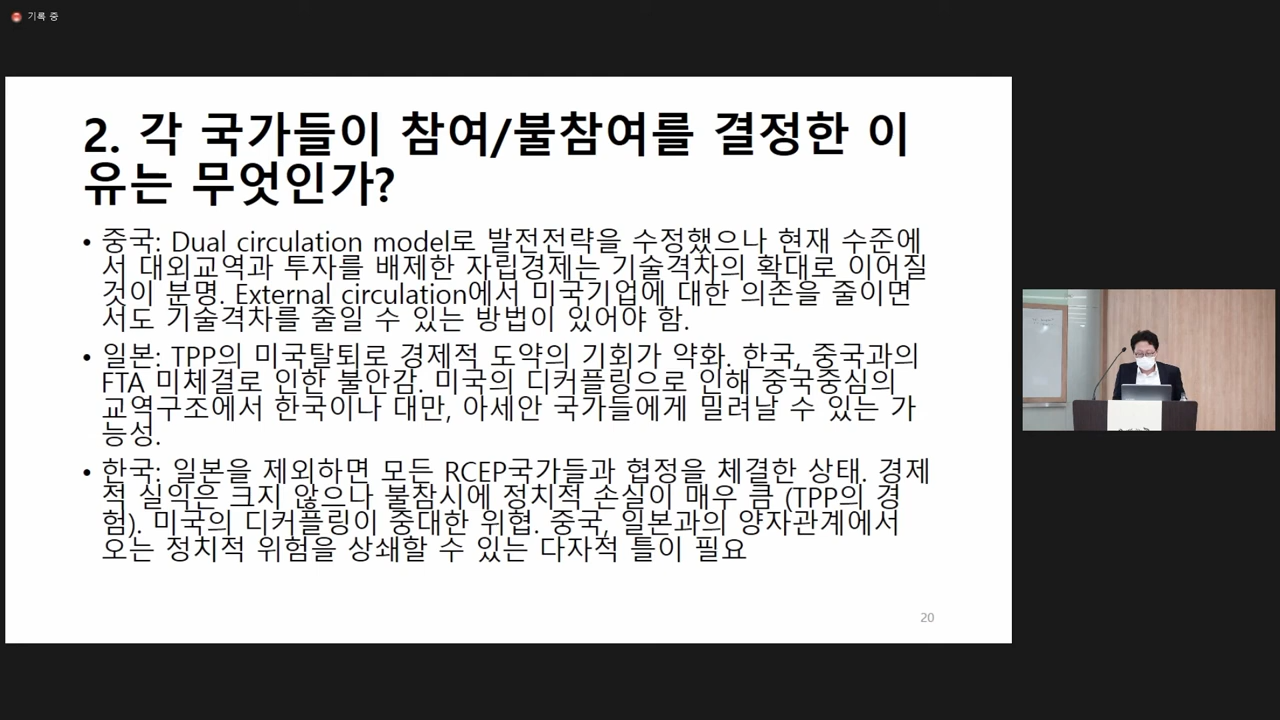 기록 중
2. 각 국가들이 참여/불참여를 결정한 이
유는 무엇인가?
• 중국: Dual circulation model로 발전전략을 수정했으나 현재 수준에
서 대외교역과 투자를 배제한 자립경제는 기술격차의 확대로 이어질
것이 분명. External circulation에서 미국기업에 대한 의존을 줄이면
서도 기술격차를 줄일 수 있는 방법이 있어야 함.
• 일본: TPP의 미국탈퇴로 경제적 도약의 기회가 약화. 한국, 중국과의
FTA 미체결로 인한 불안감. 미국의 디커플링으로 인해 중국중심의
교역구조에서 한국이나 대만, 아세안 국가들에게 밀려날 수 있는 가
능성.
• 한국: 일본을 제외하면 모든 RCEP국가들과 협정을 체결한 상태. 경제
적 실익은 크지 않으나 불참시에 정치적 손실이 매우 큼 (TPP의 경
험). 미국의 디커플링이 중대한 위협. 중국, 일본과의 양자관계에서
오는 정치적 위험을 상쇄할 수 있는 다자적 틀이 필요
20